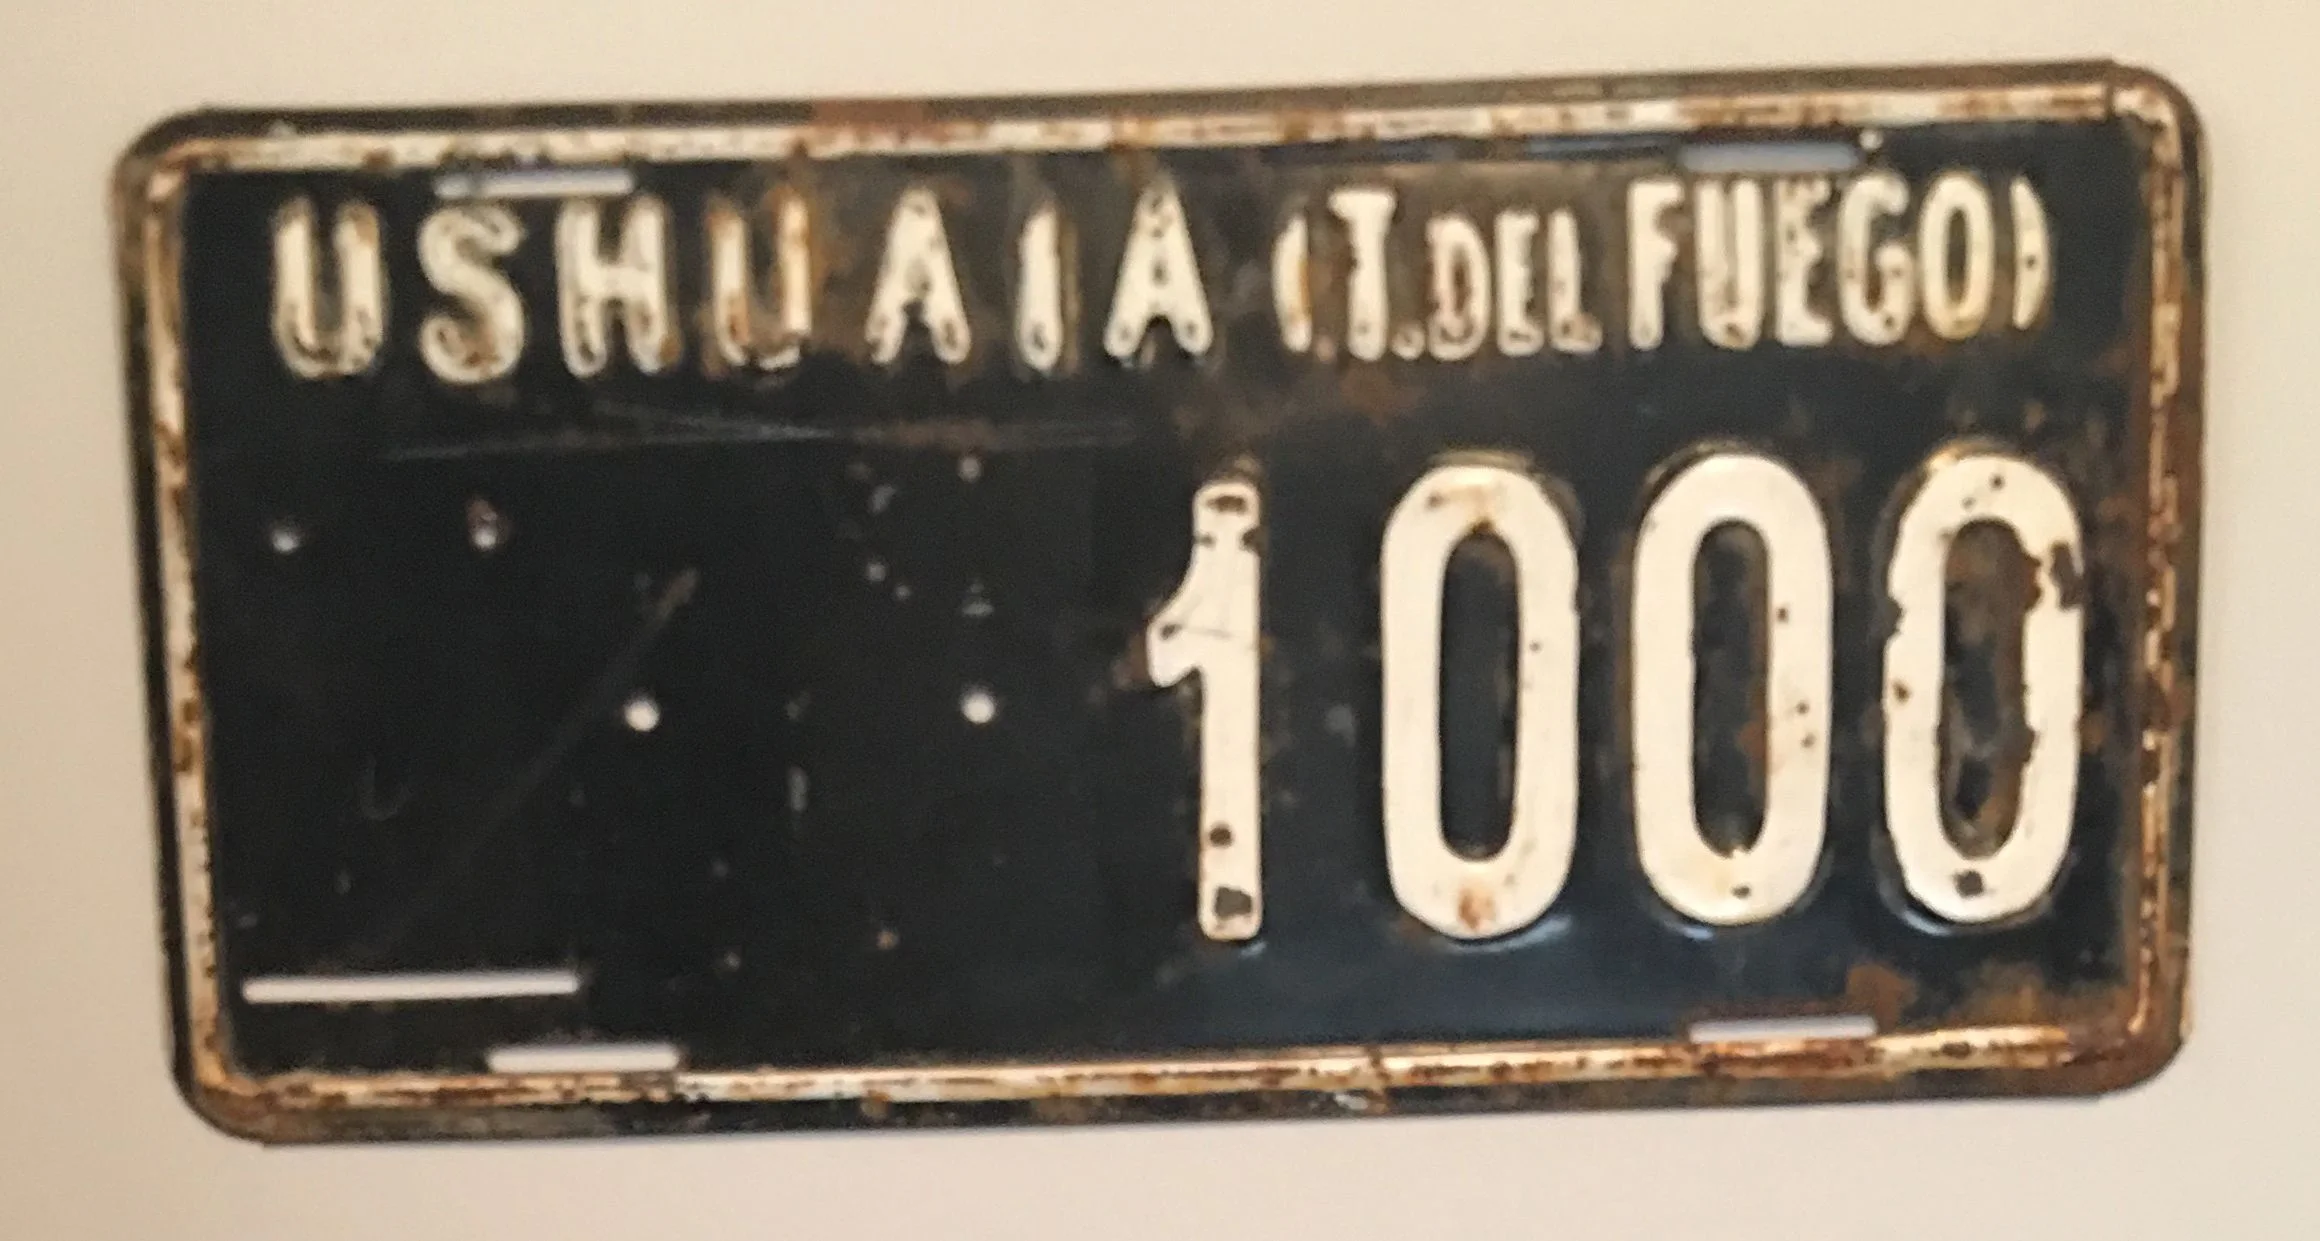 USHUAIA (T. DEL FUEGO)
1000